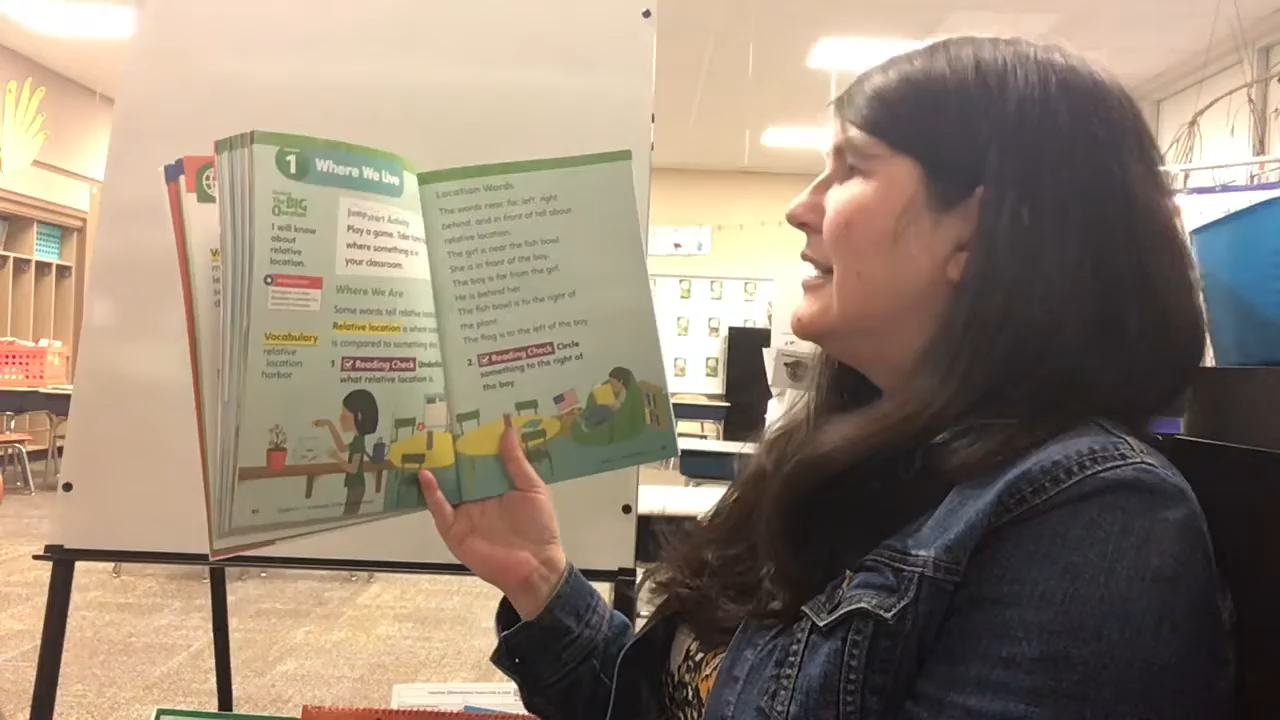 1 Where We Live
The BIG
Question
I will know
about
relative
location.
Jumpstart Activity
Play a game. Take
where something is in
your classroom.
Where We Are
Some words tell relative
Relative location is where
is compared to something
Vocabulary
relative
location
harbor
1 Reading Check
what relative location is.
Location Words
The words near, far, left, right
behind, and in front of tell about
relative location.
The girl is near the fish bowl.
She is in front of the boy.
The boy is far from the girl.
He is behind her.
The fish bowl is to the right of
the plant.
The frog is to the left of the boy
2. Reading Check Circle
something to the right of
the boy.